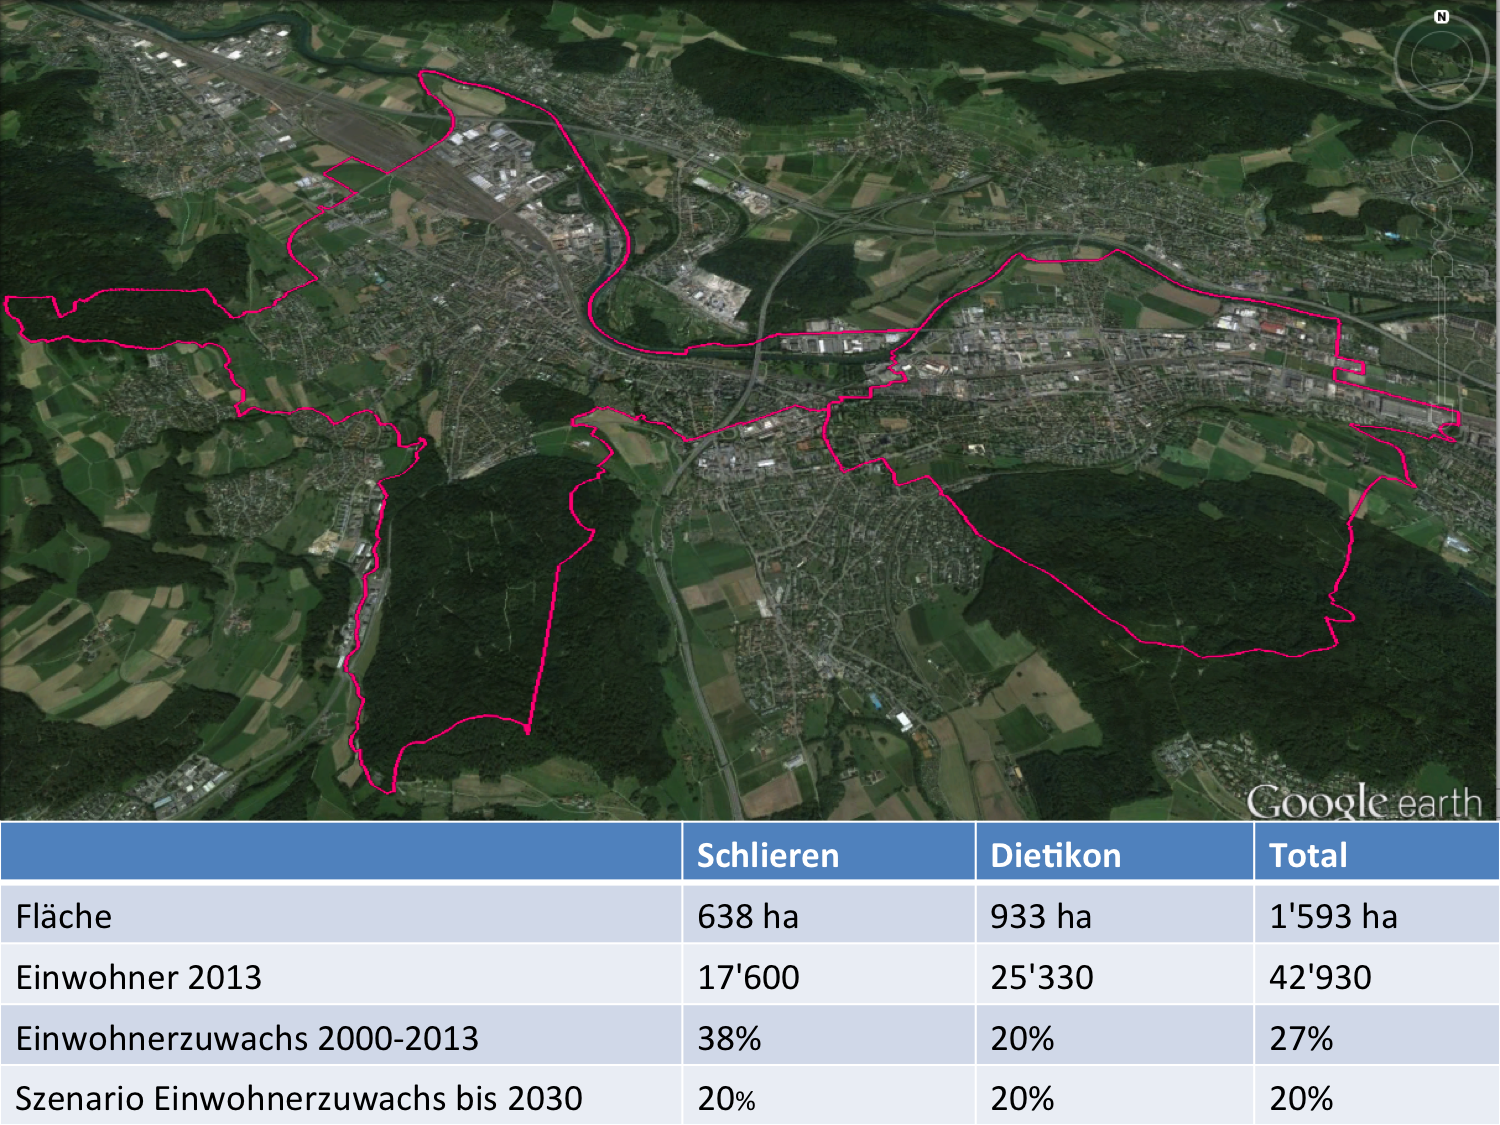 N
Google earth
Schlieren Dietikon Total
Fläche 638 ha 933 ha 1'593 ha
Einwohner 2013 17'600 25'330 42'930
Einwohnerzuwachs 2000-2013 38% 20% 27%
Szenario Einwohnerzuwachs bis 2030 20% 20% 20%